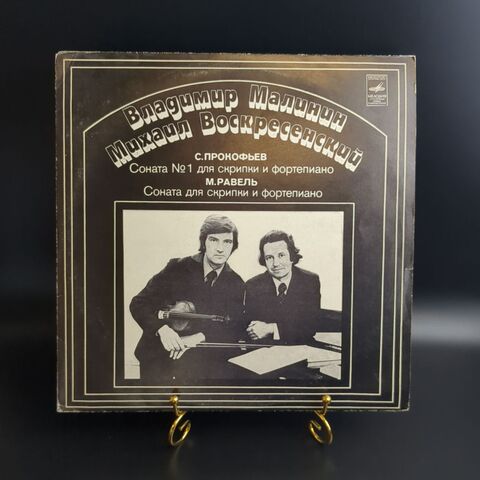 Владимир Малинин
Михаил Воскресенский
С.ПРОКОФЬЕВ
Соната №1 для скрипки и фортепиано
М.РАВЕЛЬ
Соната для скрипки и фортепиано